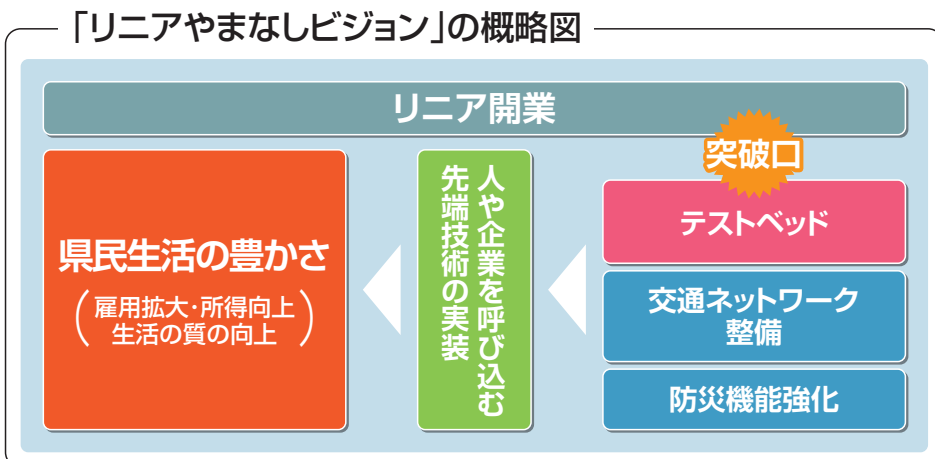 「リニアやまなしビジョン」の概略図
リニア開業
県民生活の豊かさ
(雇用拡大・所得向上
生活の質の向上)
人や企業を呼び込む
先端技術の実装
突破口
テストベッド
交通ネットワーク
整備
防災機能強化